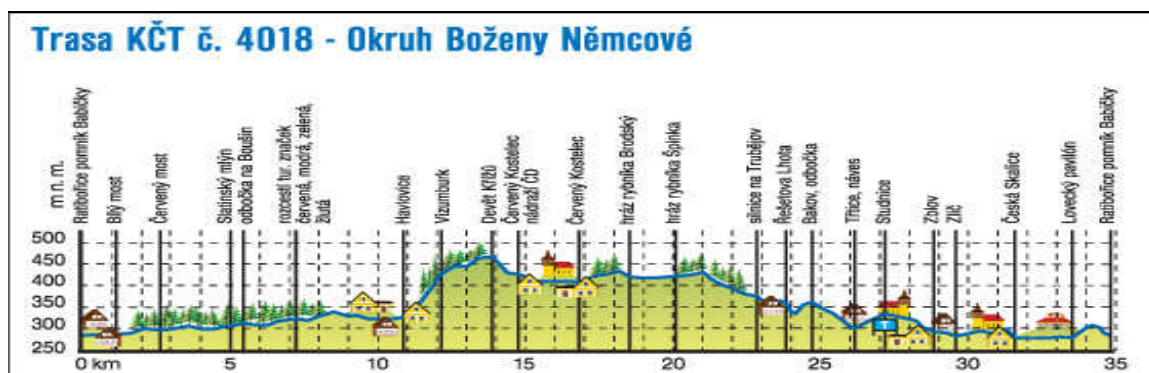 Trasa KČT č. 4018 - Okruh Boženy Němcové
m n. m.
Ratibořice pomník Babičky
Bílý most
Červený most
Slatinský mlýn
odbočka na Boušín
rozcestí tur. značek
červená, modrá, zelená,
žlutá
Havlovice
Vízumburk
Devět Křížů
Červený Kostelec
nádraží ČD
Červený Kostelec
hráz rybníka Brodský
hráz rybníka Špinka
silnice na Trubějov
Řešetova Lhota
Bakov, odbočka
Třtice, náves
Studnice
Zblov
Zlíč
Česká Skalice
Lovecký pavilón
Ratibořice pomník Babičky
500
450
400
350
300
250
0 km
5
10
15
20
25
30
35